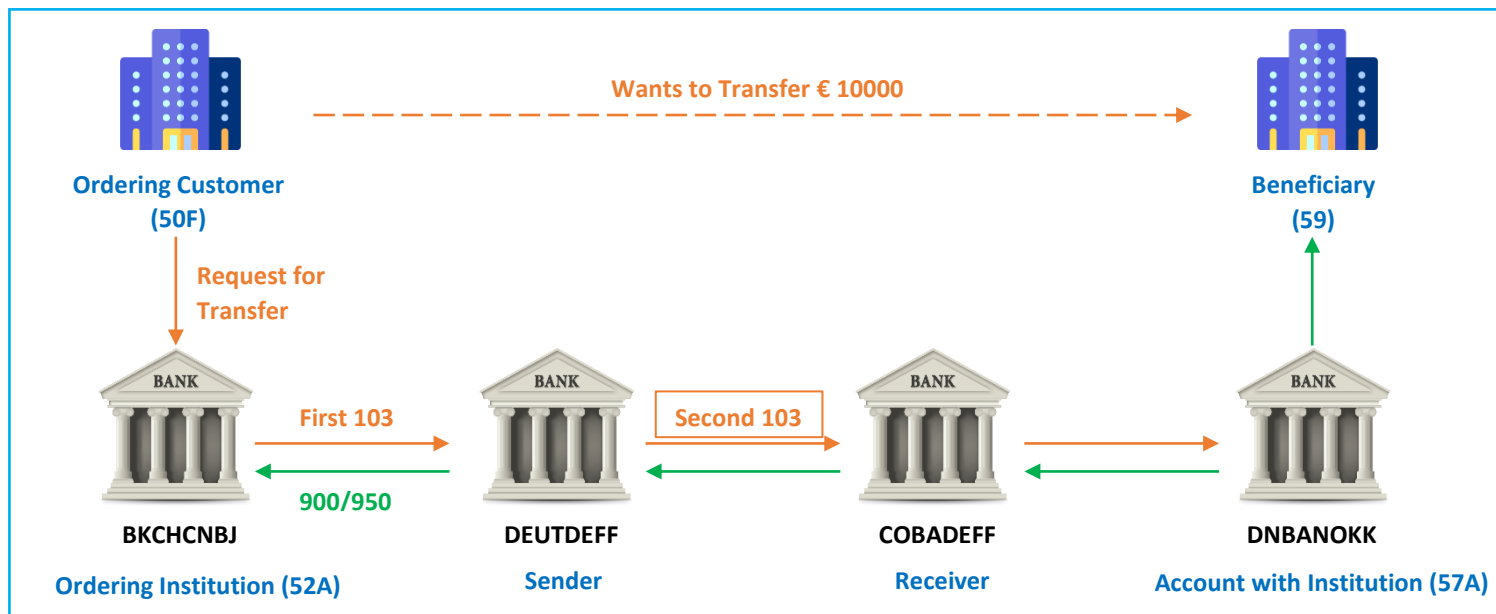 Wants to Transfer € 10000
Ordering Customer
(50F)
Beneficiary
(59)
Request for
Transfer
BANK
BANK
BANK
BANK
First 103
Second 103
900/950
BKCHCNBJ
DEUTDEFF
COBADEFF
DNBANOKK
Ordering Institution (52A)
Sender
Receiver
Account with Institution (57A)